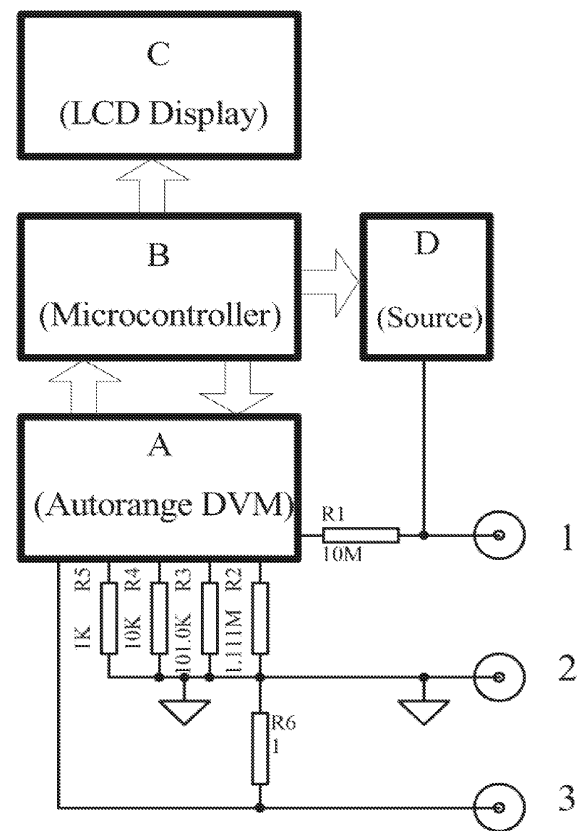 C
(LCD Display)
B
(Microcontroller)
D
(Source)
A
(Autorange DVM)
R1
10M
1
R5
1K
R4
10K
R3
101.0K
R2
1.111M
2
R6
1
3